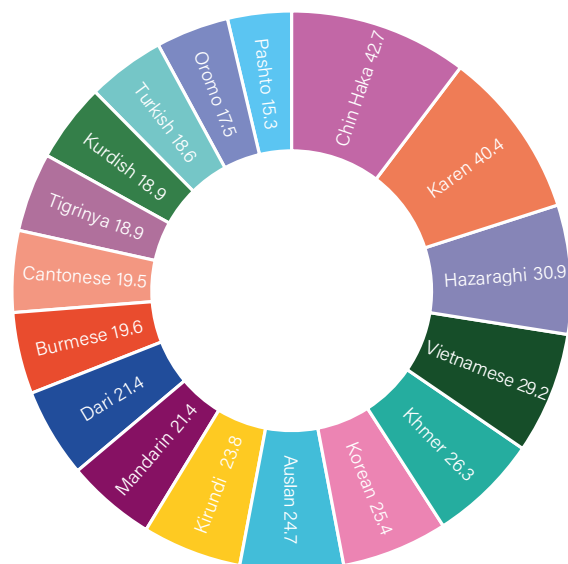 Chin Haka 42.7
Karen 40.4
Hazaraghi 30.9
Vietnamese 29.2
Khmer 26.3
Korean 25.4
Auslan 24.7
Kirundi 23.8
Mandarin 21.4
Dari 21.4
Burmese 19.6
Cantonese 19.5
Tigrinya 18.9
Kurdish 18.9
Turkish 18.6
Oromo 17.5
Pashto 15.3